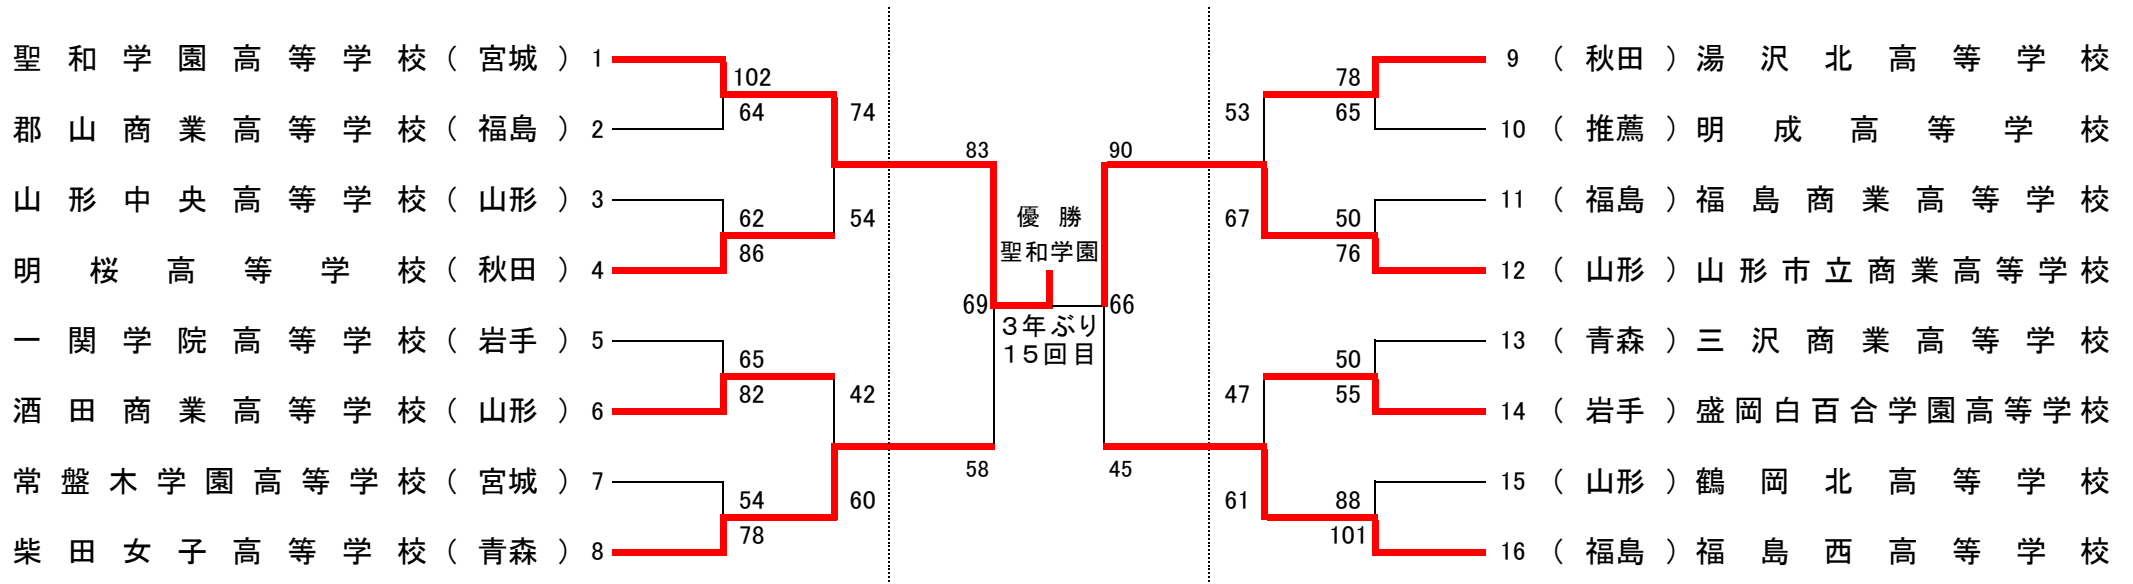 聖和学園高等学校(宮城) 1
102
64
郡山商業高等学校(福島) 2
74
山形中央高等学校(山形) 3
62
86
明桜高等学校(秋田) 4
54
一関学院高等学校(岩手) 5
65
82
酒田商業高等学校(山形) 6
42
常盤木学園高等学校(宮城) 7
54
78
柴田女子高等学校(青森) 8
60
83
58
優勝
聖和学園
69
66
3年ぶり
15回目
90
45
9 (秋田)湯沢北高等学校
78
65
10 (推薦)明成高等学校
53
11 (福島)福島商業高等学校
50
76
12 (山形)山形市立商業高等学校
67
13 (青森)三沢商業高等学校
50
55
14 (岩手)盛岡白百合学園高等学校
47
15 (山形)鶴岡北高等学校
88
101
16 (福島)福島西高等学校
61